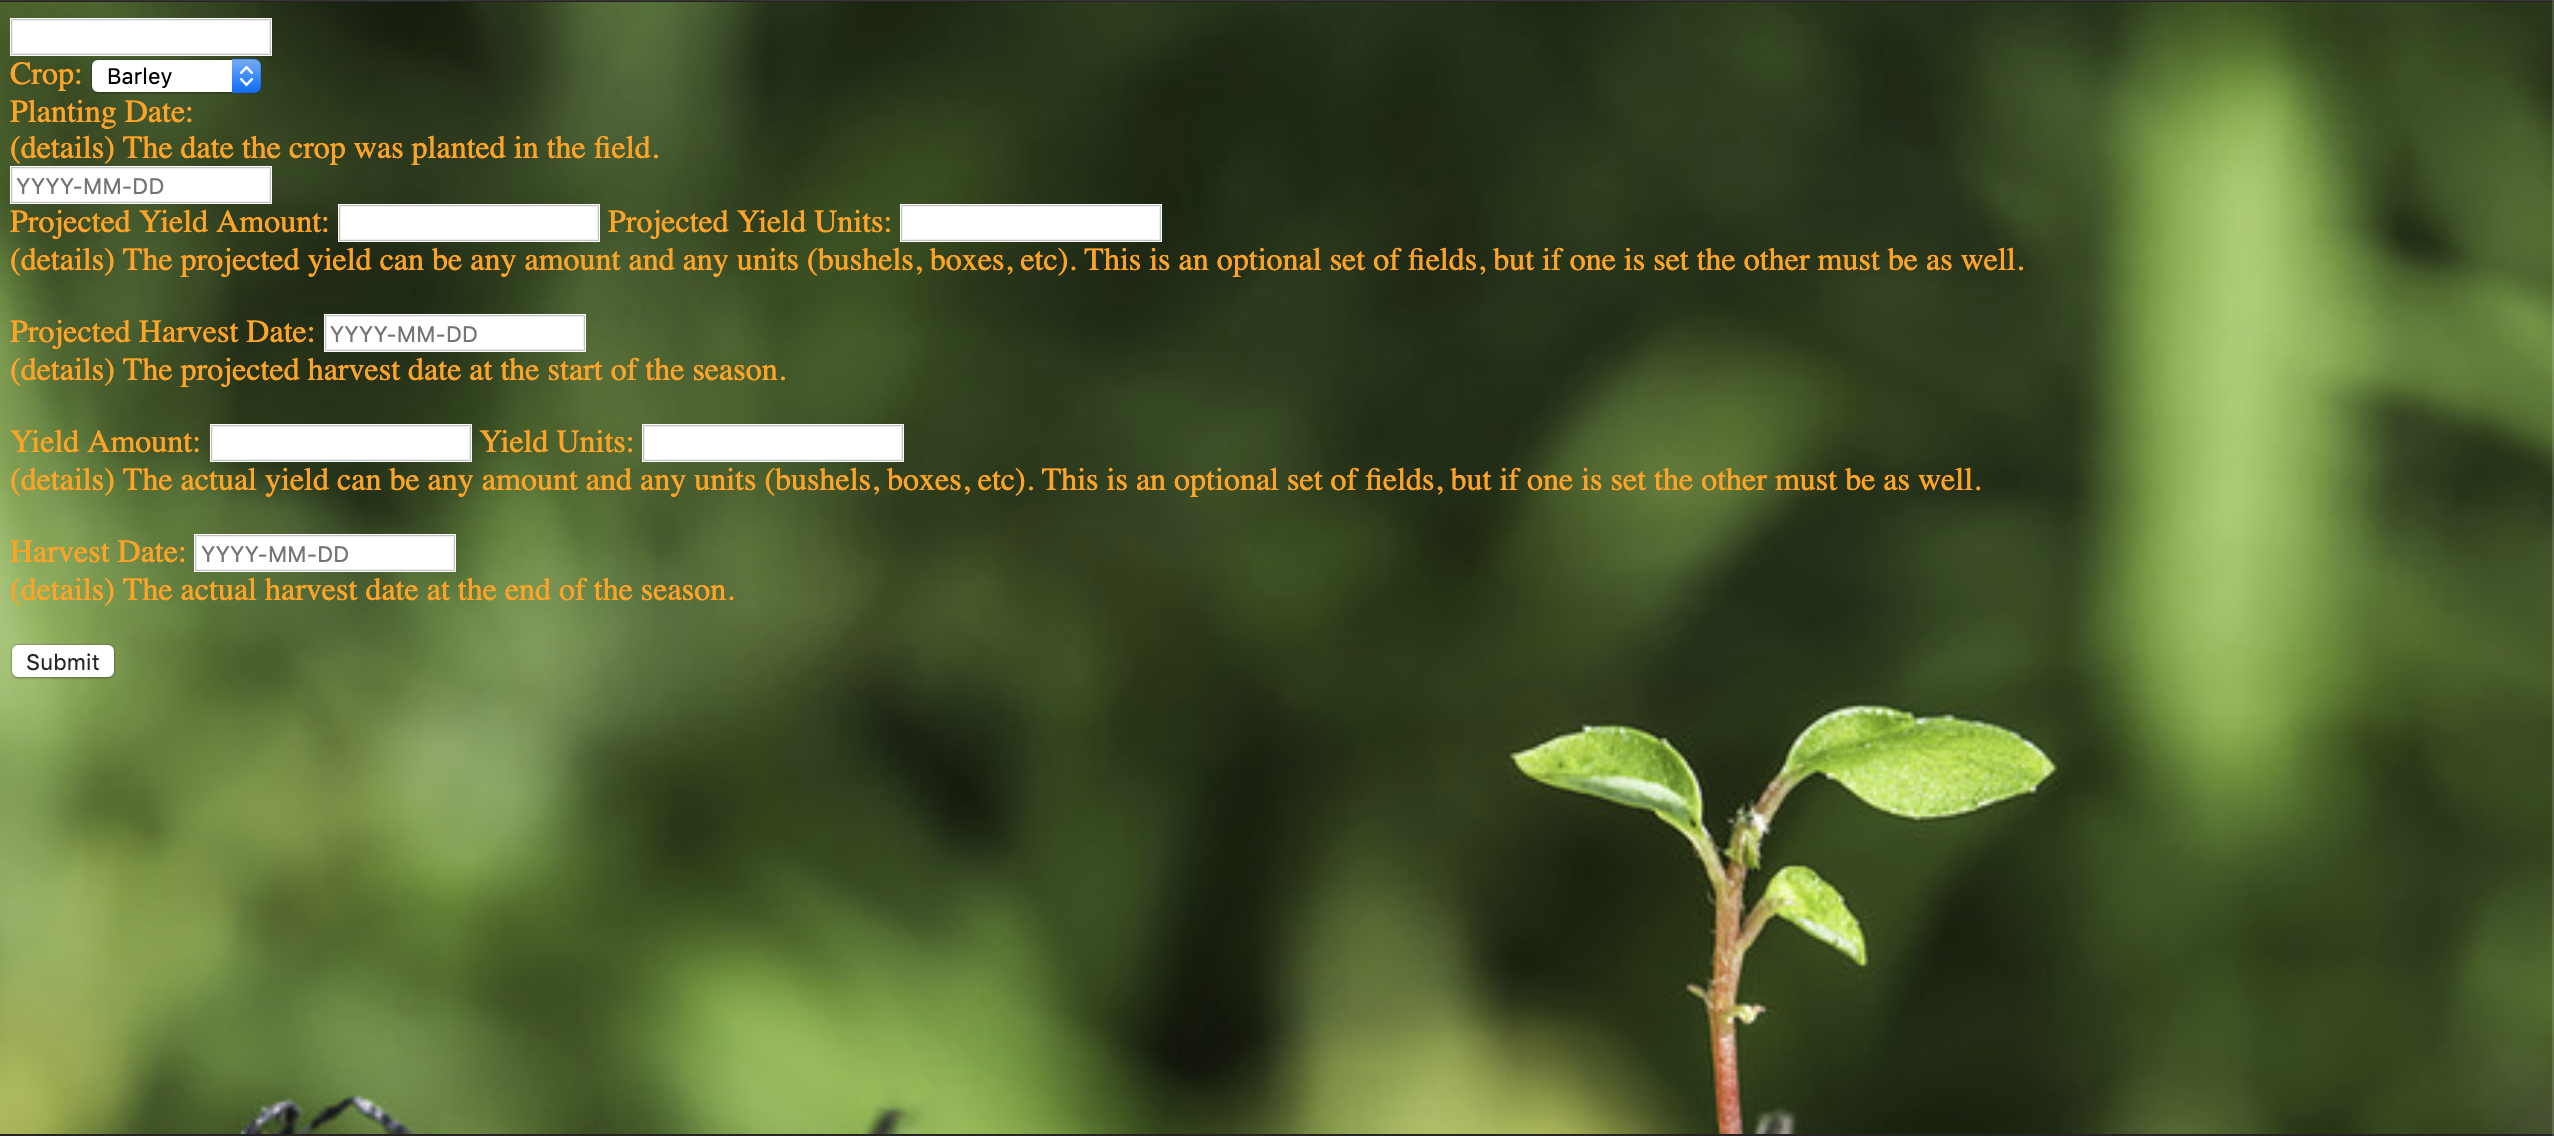 Crop: Barley
Planting Date:
(details) The date the crop was planted in the field.
YYYY-MM-DD
Projected Yield Amount: Projected Yield Units:
(details) The projected yield can be any amount and any units (bushels, boxes, etc). This is an optional set of fields, but if one is set the other must be as well.
Projected Harvest Date: YYYY-MM-DD
(details) The projected harvest date at the start of the season.
Yield Amount: Yield Units:
(details) The actual yield can be any amount and any units (bushels, boxes, etc). This is an optional set of fields, but if one is set the other must be as well.
Harvest Date: YYYY-MM-DD
(details) The actual harvest date at the end of the season.
Submit